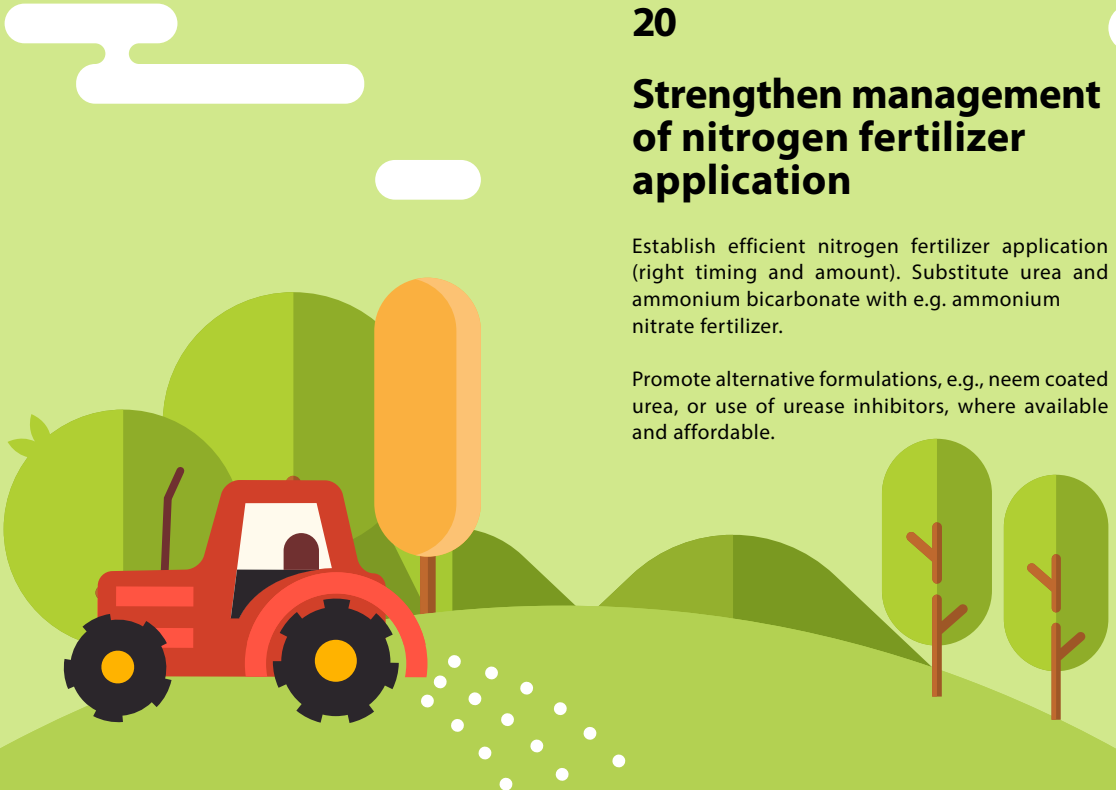 20
Strengthen management
of nitrogen fertilizer
application
Establish efficient nitrogen fertilizer application
(right timing and amount). Substitute urea and
ammonium bicarbonate with e.g. ammonium
nitrate fertilizer.
Promote alternative formulations, e.g., neem coated
urea, or use of urease inhibitors, where available
and affordable.